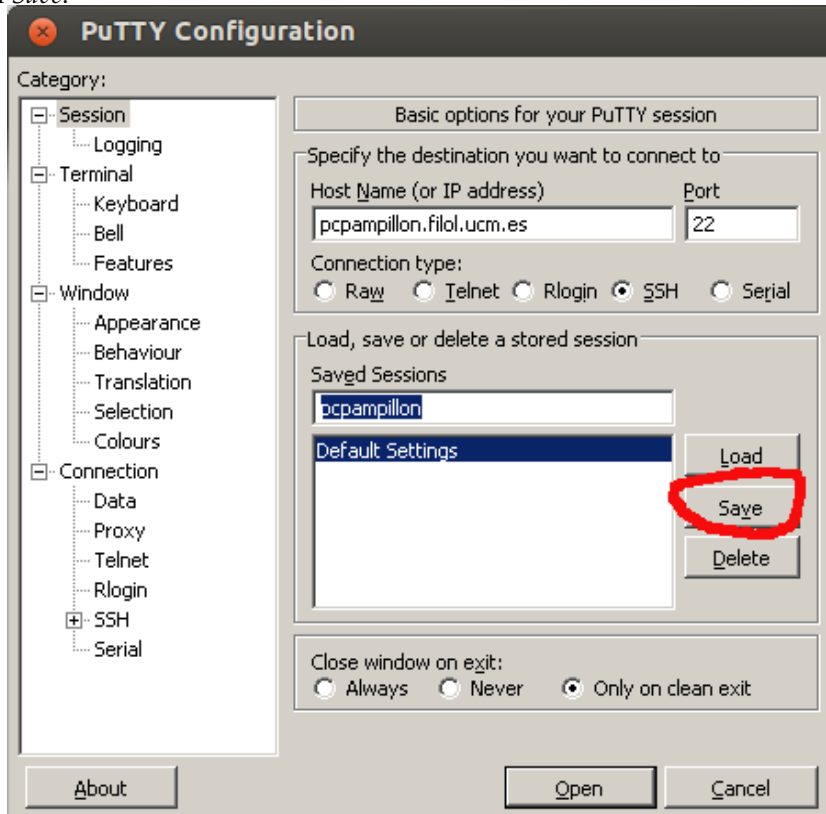 Save.
PuTTY Configuration
Category:
Session
Logging
Terminal
Keyboard
Bell
Features
Window
Appearance
Behaviour
Translation
Selection
Colours
Connection
Data
Proxy
Telnet
Rlogin
SSH
Serial
Basic options for your PuTTY session
Specify the destination you want to connect to
Host Name (or IP address) Port
pcpampillon.filol.ucm.es 22
Connection type:
Raw Telnet Rlogin SSH Serial
Load, save or delete a stored session
Saved Sessions
pcpampillon
Default Settings
Load
Save
Delete
Close window on exit:
Always Never Only on clean exit
About Open Cancel